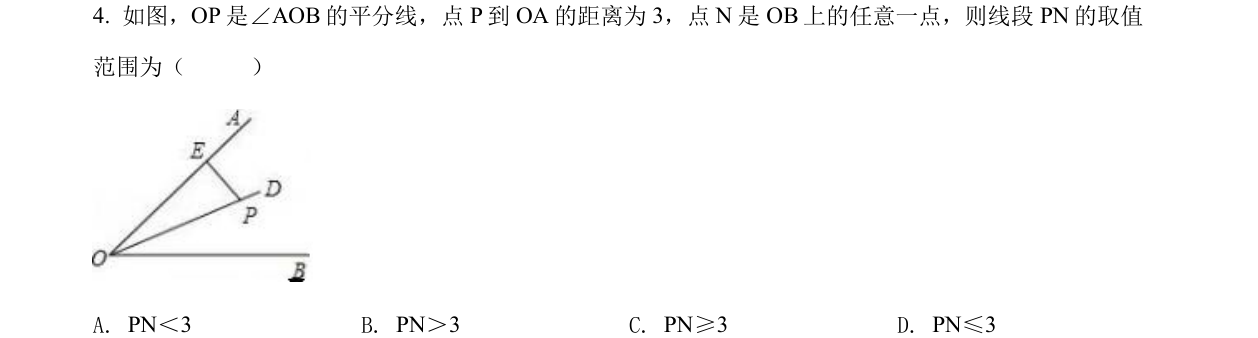 4. 如图，OP 是∠AOB 的平分线，点 P 到 OA 的距离为 3，点 N 是 OB 上的任意一点，则线段 PN 的取值
范围为（　　　）
A
E
D
P
O
B
A. PN＜3 B. PN＞3 C. PN≥3 D. PN≤3